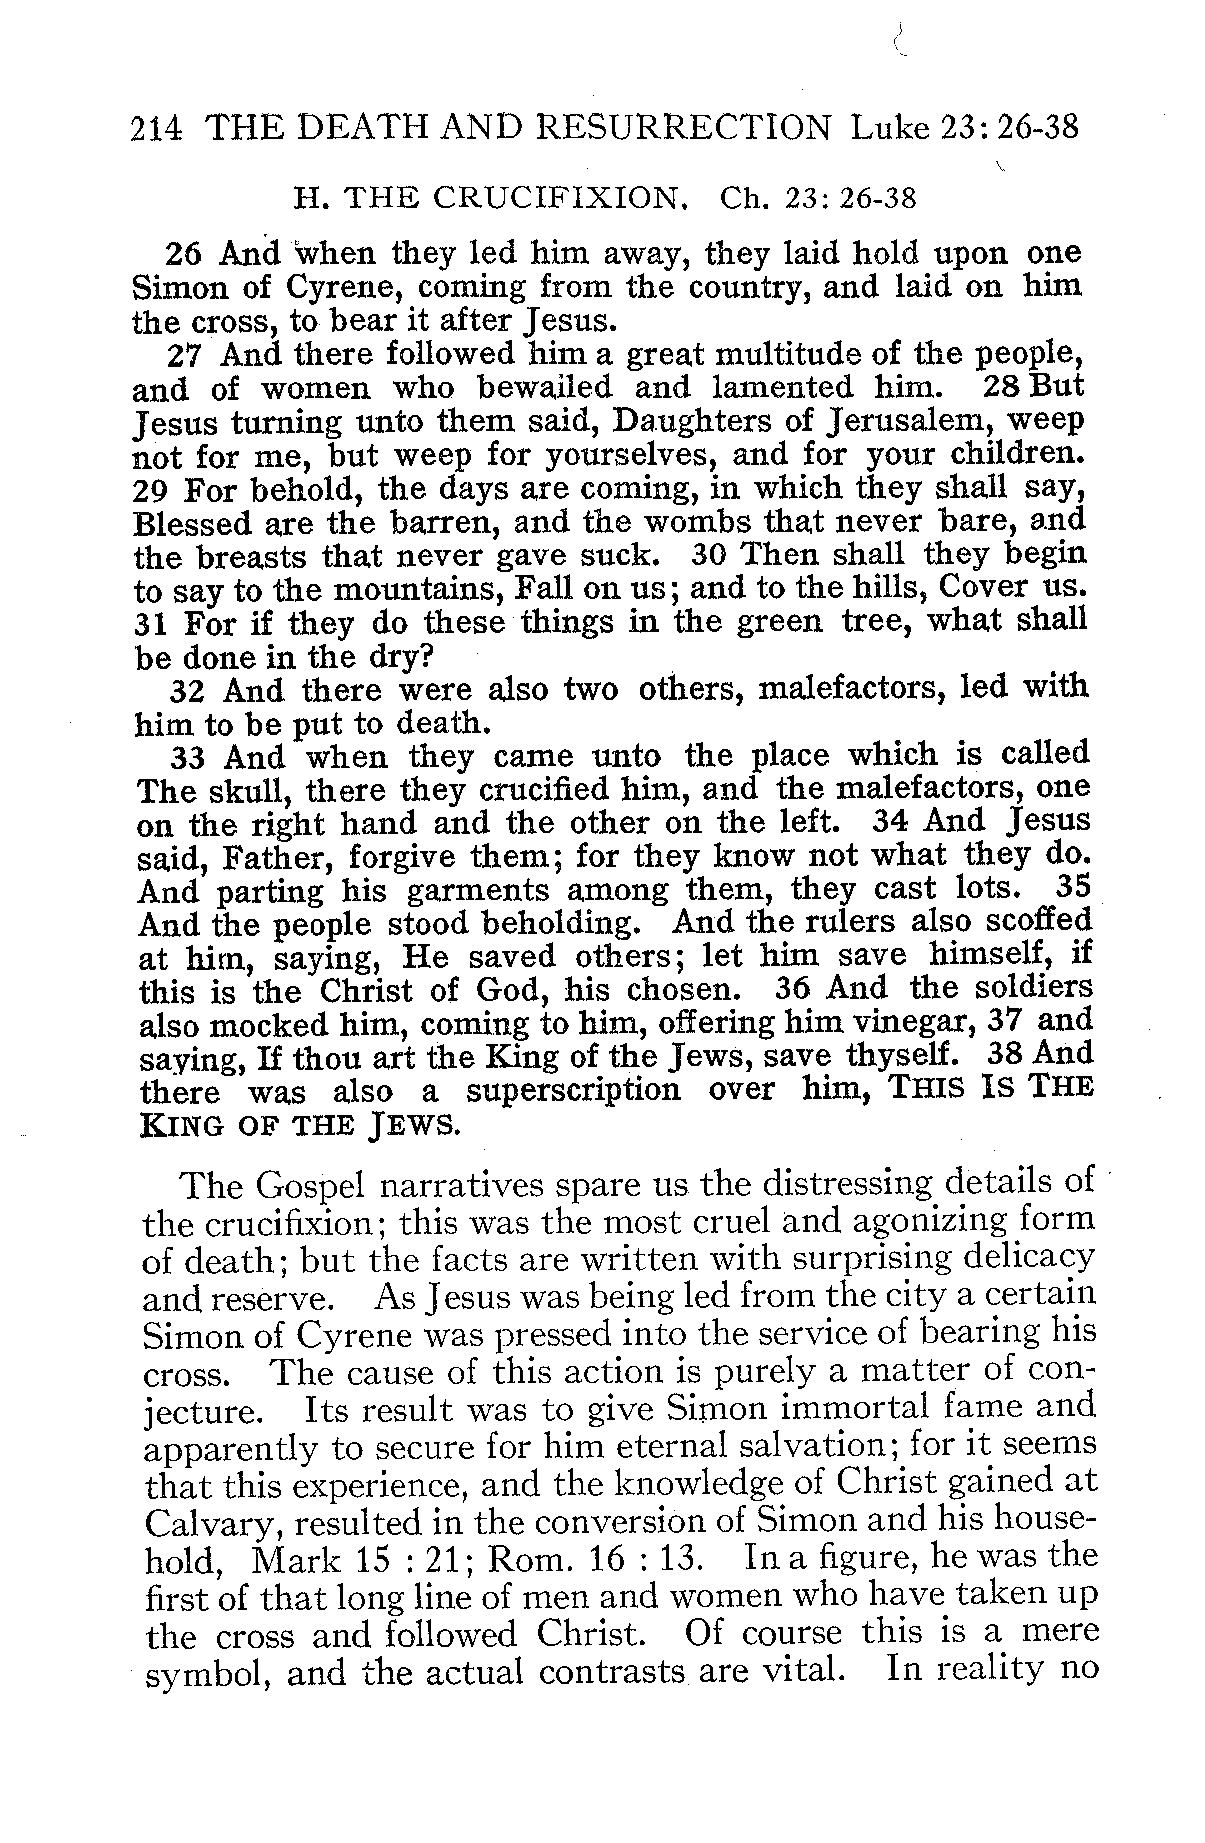 214 THE DEATH AND RESURRECTION Luke 23: 26-38
H. THE CRUCIFIXION. Ch. 23: 26-38
26 And when they led him away, they laid hold upon one
Simon of Cyrene, coming from the country, and laid on him
the cross, to bear it after Jesus.
27 And there followed him a great multitude of the people,
and of women who bewailed and lamented him. 28 But
Jesus turning unto them said, Daughters of Jerusalem, weep
not for me, but weep for yourselves, and for your children.
29 For behold, the days are coming, in which they shall say,
Blessed are the barren, and the wombs that never bare, and
the breasts that never gave suck. 30 Then shall they begin
to say to the mountains, Fall on us; and to the hills, Cover us.
31 For if they do these things in the green tree, what shall
be done in the dry?
32 And there were also two others, malefactors, led with
him to be put to death.
33 And when they came unto the place which is called
The skull, there they crucified him, and the malefactors, one
on the right hand and the other on the left. 34 And Jesus
said, Father, forgive them; for they know not what they do.
And parting his garments among them, they cast lots. 35
And the people stood beholding. And the rulers also scoffed
at him, saying, He saved others; let him save himself, if
this is the Christ of God, his chosen. 36 And the soldiers
also mocked him, coming to him, offering him vinegar, 37 and
saying, If thou art the King of the Jews, save thyself. 38 And
there was also a superscription over him, THIS IS THE
KING OF THE JEWS.
The Gospel narratives spare us the distressing details of
the crucifixion; this was the most cruel and agonizing form
of death; but the facts are written with surprising delicacy
and reserve. As Jesus was being led from the city a certain
Simon of Cyrene was pressed into the service of bearing his
cross. The cause of this action is purely a matter of con-
jecture. Its result was to give Simon immortal fame and
apparently to secure for him eternal salvation; for it seems
that this experience, and the knowledge of Christ gained at
Calvary, resulted in the conversion of Simon and his house-
hold, Mark 15 : 21; Rom. 16 : 13. In a figure, he was the
first of that long line of men and women who have taken up
the cross and followed Christ. Of course this is a mere
symbol, and the actual contrasts are vital. In reality no